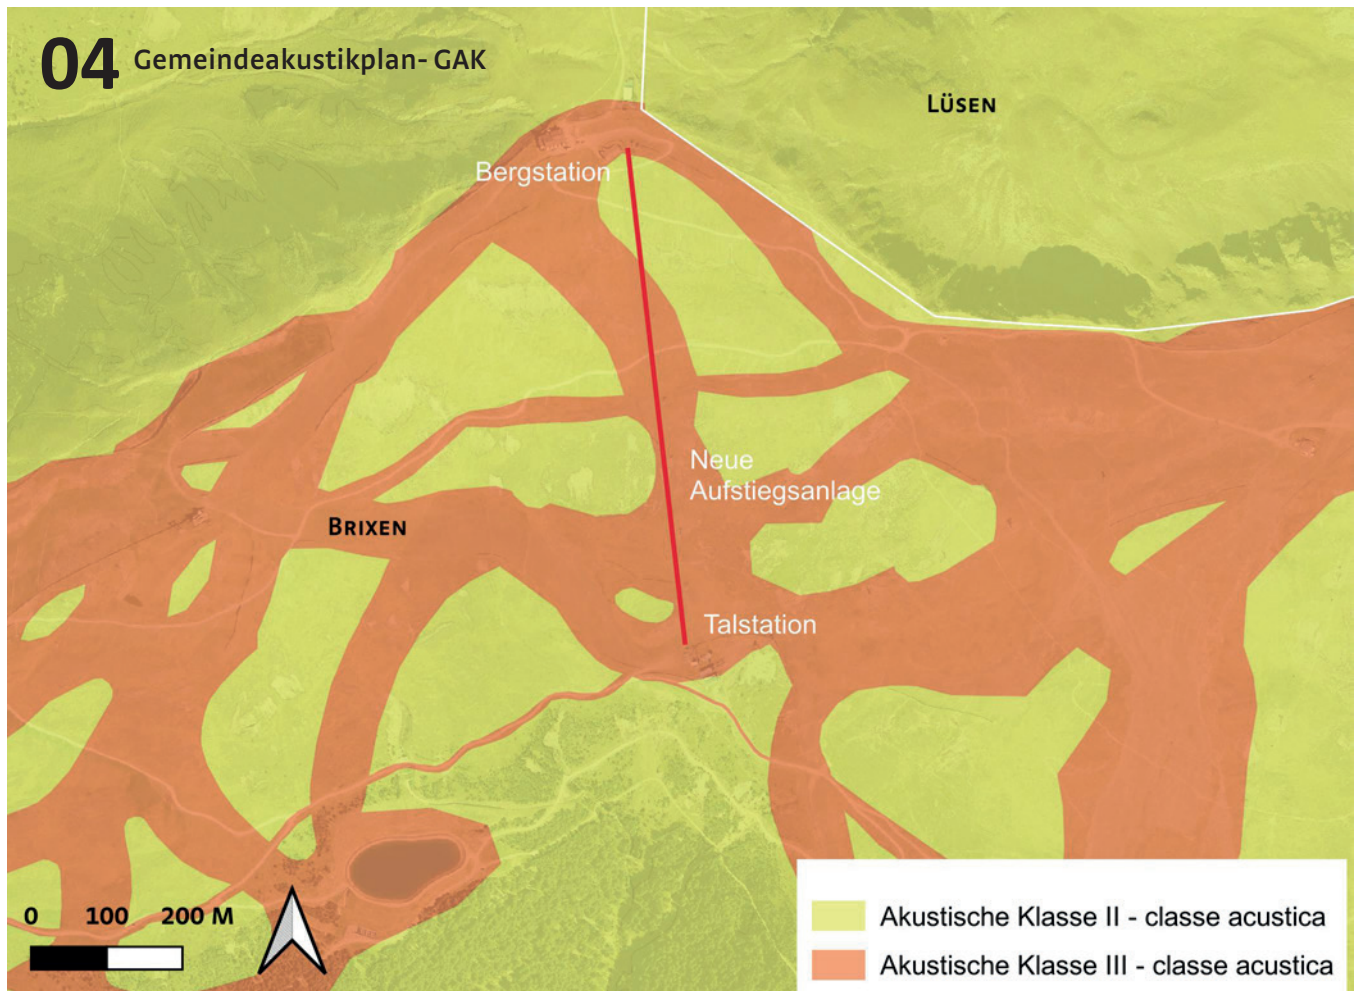 04 Gemeindeakustikplan- GAK
LÜSEN
Bergstation
Neue
Aufstiegsanlage
BRIXEN
Talstation
0 100 200 M
Akustische Klasse II - classe acustica
Akustische Klasse III - classe acustica